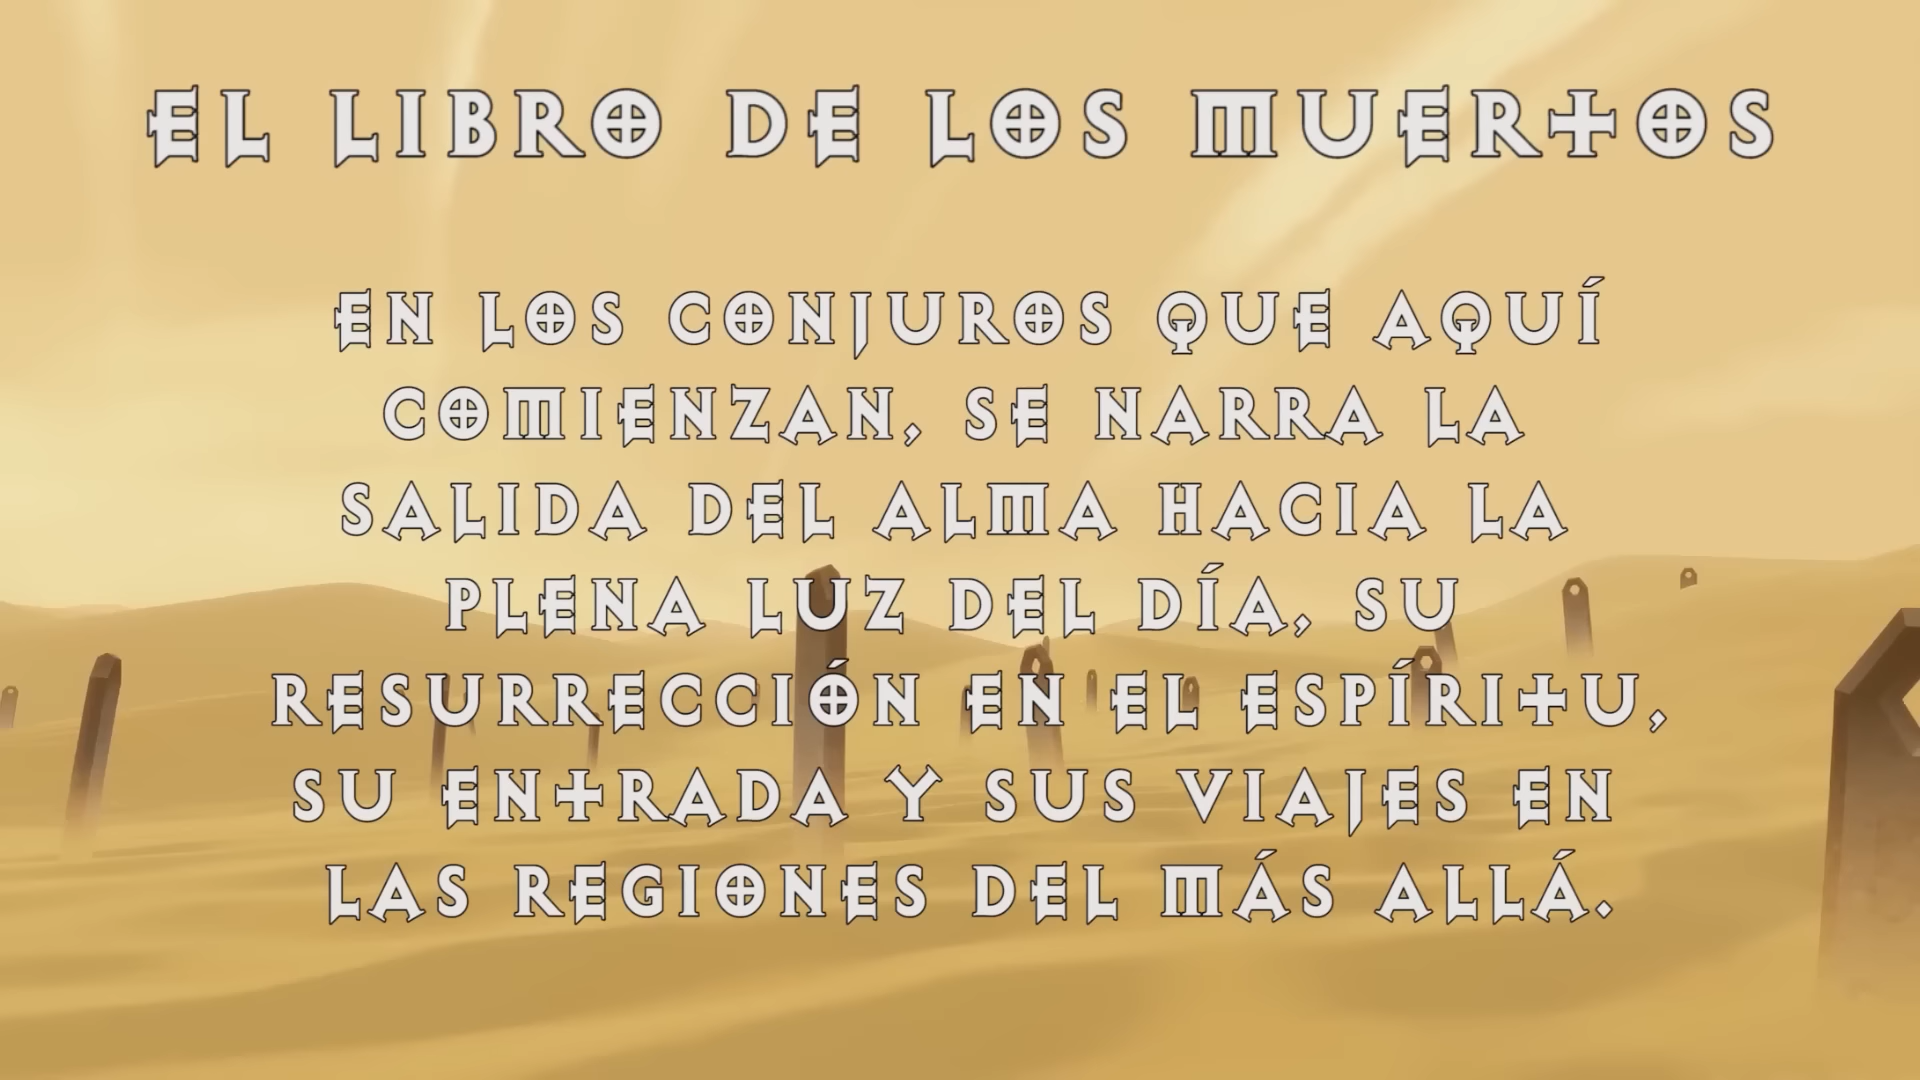 EL LIBRO DE LOS MUERTOS
EN LOS CONJUROS QUE AQUÍ
COMIENZAN, SE NARRA LA
SALIDA DEL ALMA HACIA LA
PLENA LUZ DEL DÍA, SU
RESURRECCIÓN EN EL ESPÍRITU,
SU ENTRADA Y SUS VIAJES EN
LAS REGIONES DEL MÁS ALLÁ.